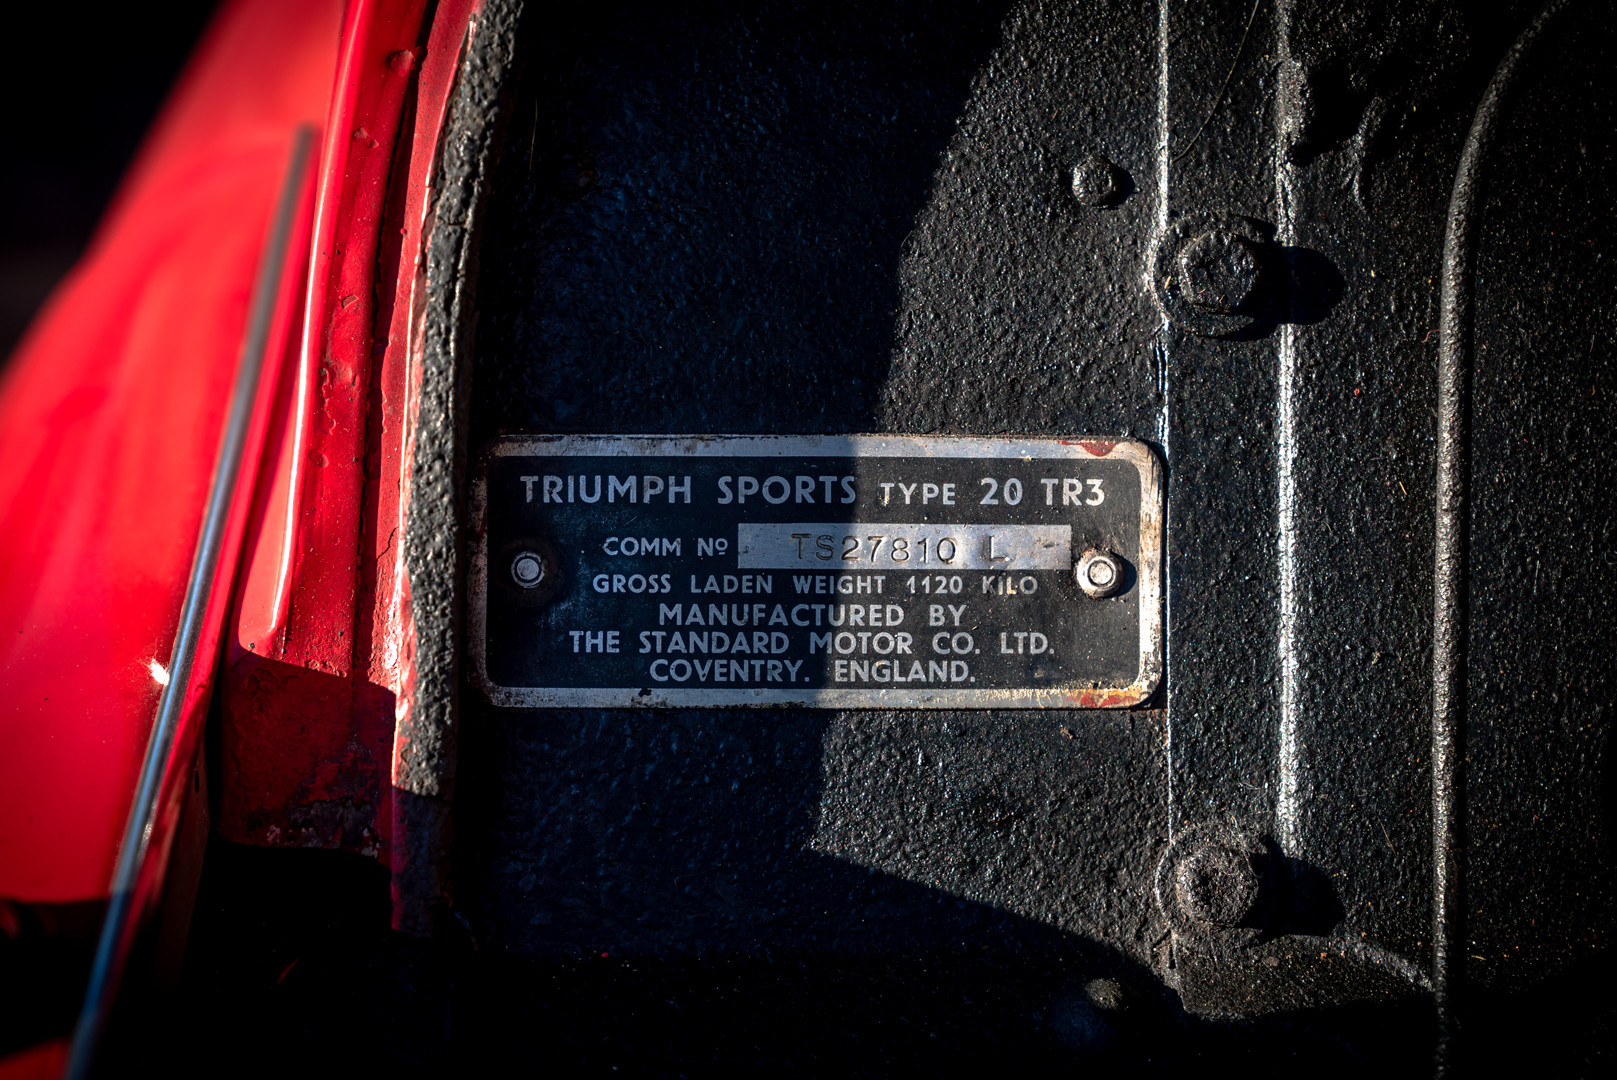 TRIUMPH SPORTS TYPE 20 TR3
COMM Nº TS27810 L
GROSS LADEN WEIGHT 1120 KILO
MANUFACTURED BY
THE STANDARD MOTOR CO. LTD.
COVENTRY. ENGLAND.